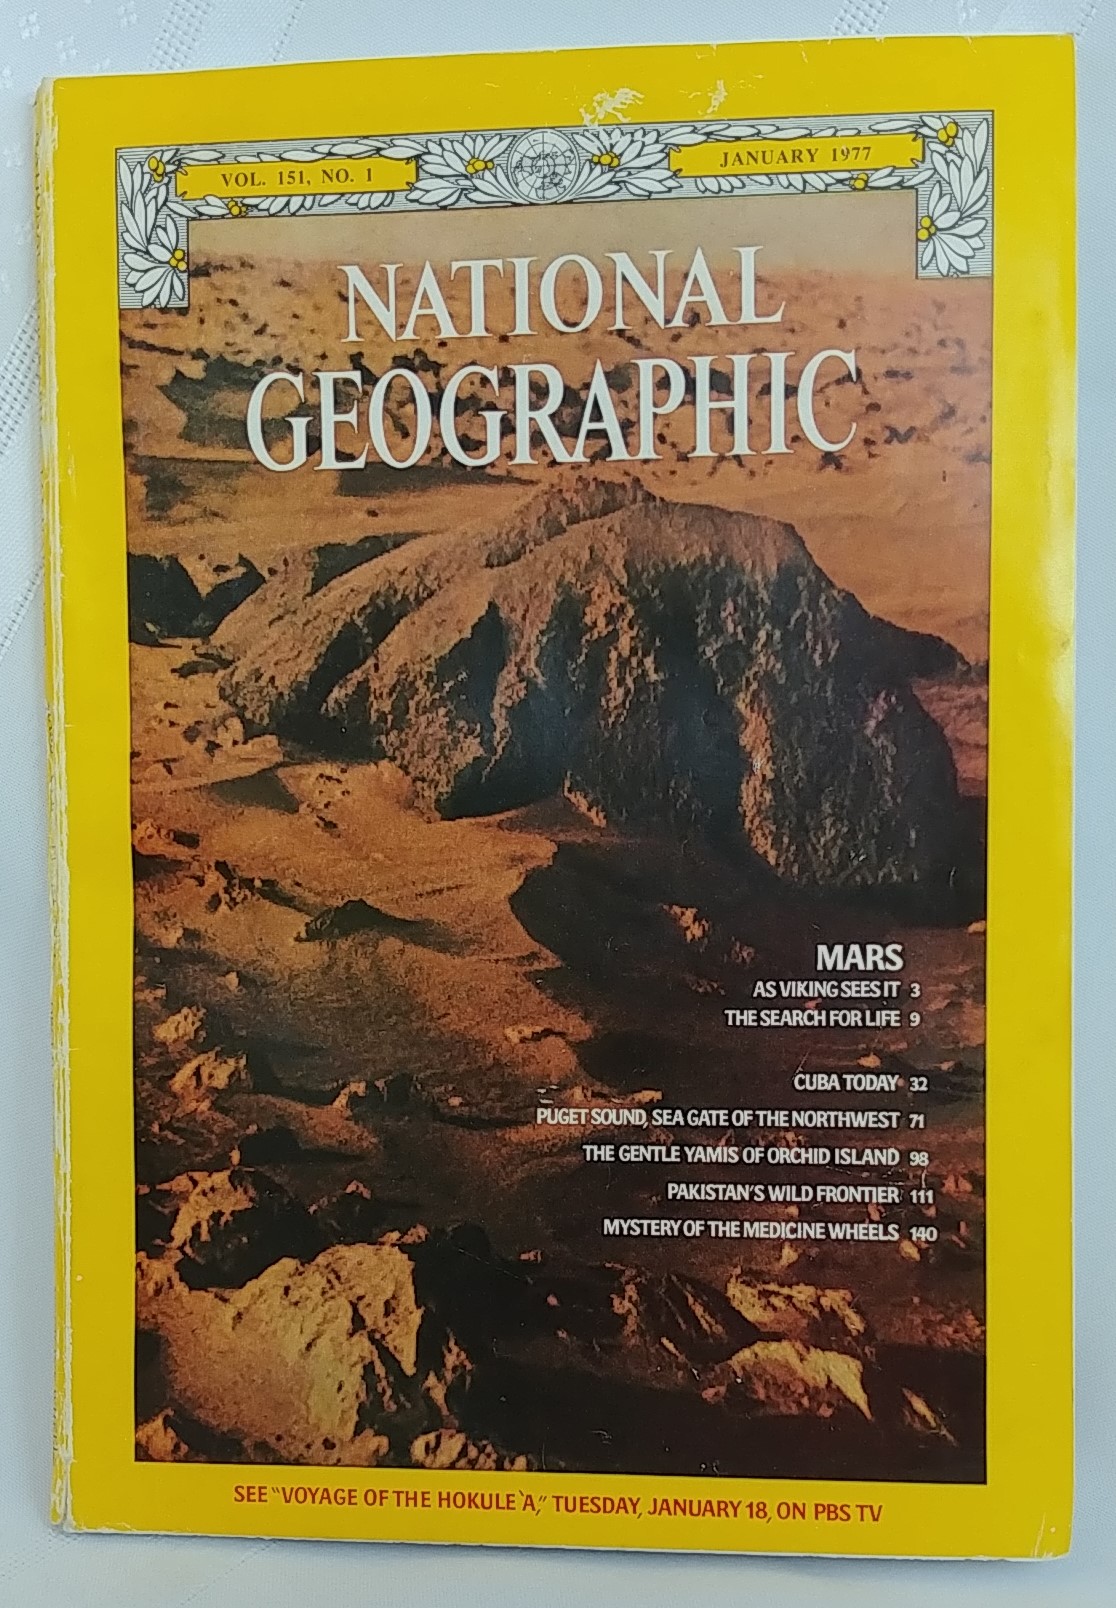 VOL. 151, NO. 1
JANUARY 1977
NATIONAL
GEOGRAPHIC
MARS
AS VIKING SEES IT 3
THE SEARCH FOR LIFE 9
CUBA TODAY 32
PUGET SOUND, SEA GATE OF THE NORTHWEST 71
THE GENTLE YAMIS OF ORCHID ISLAND 98
PAKISTAN'S WILD FRONTIER 111
MYSTERY OF THE MEDICINE WHEELS 140
SEE "VOYAGE OF THE HOKULE'A," TUESDAY, JANUARY 18, ON PBS TV